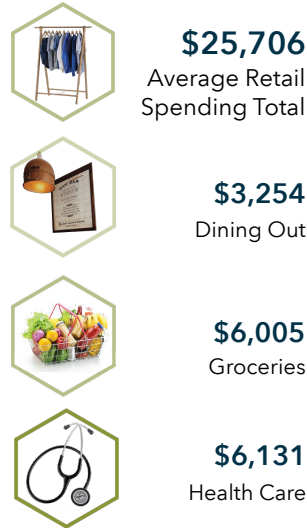 $25,706
Average Retail
Spending Total
$3,254
Dining Out
$6,005
Groceries
$6,131
Health Care